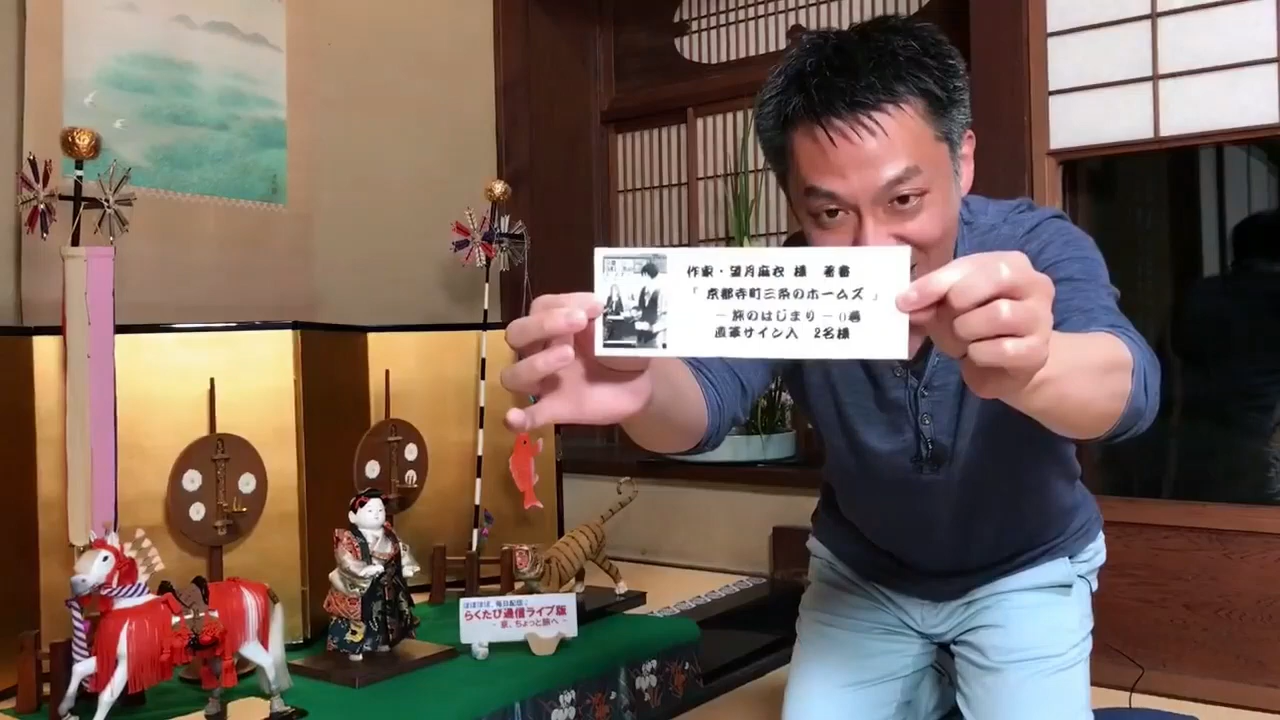 作家・望月麻衣 様 著書
「京都寺町三条のホームズ」
－ 旅のはじまり － 0巻
直筆サイン入 2名様
ほぼほぼ、毎日配信♪
らくたび通信ライブ版
～ 京、ちょっと旅へ ～